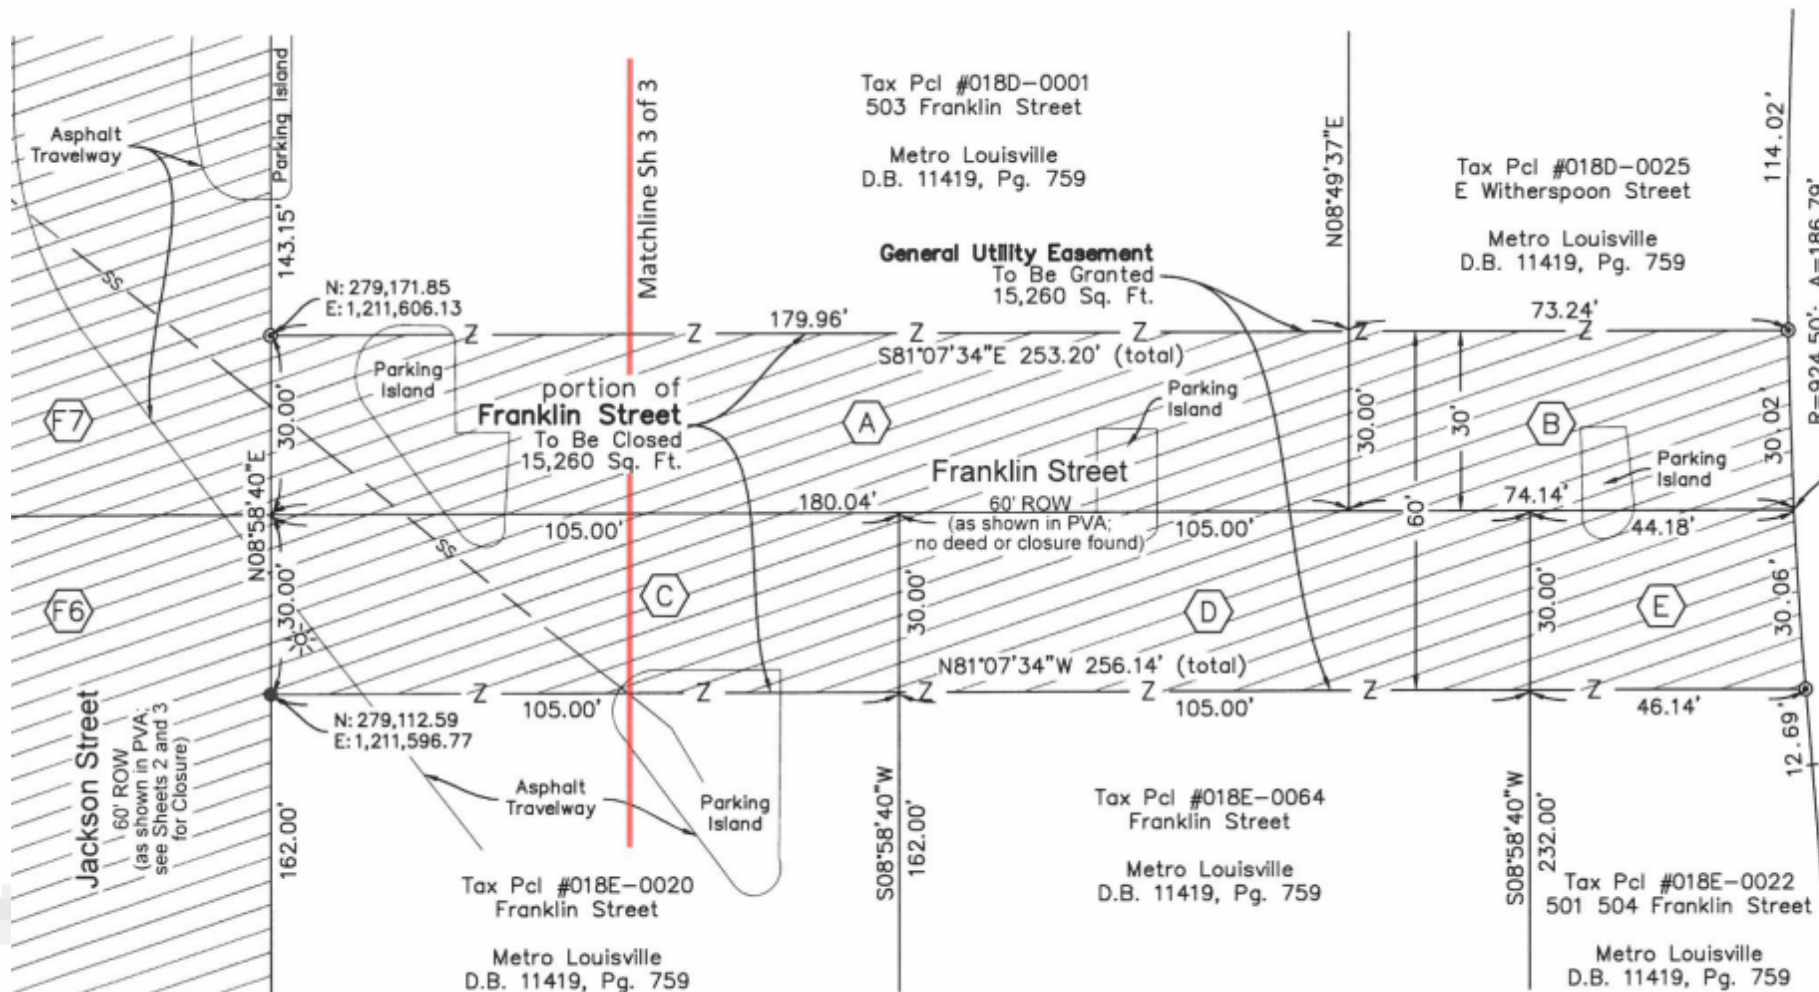 Asphalt
Travelway
Parking Island
143.15'
Matchline Sh 3 of 3
Tax Pcl #018D-0001
503 Franklin Street
Metro Louisville
D.B. 11419, Pg. 759
N08°49'37"E
Tax Pcl #018D-0025
E Witherspoon Street
Metro Louisville
D.B. 11419, Pg. 759
114.02'
R=924.50'; A=186.79'
General Utility Easement
To Be Granted
15,260 Sq. Ft.
SS
N: 279,171.85
E: 1,211,606.13
Z
Z
179.96'
Z
Z
Z
73.24'
Z
S81°07'34"E 253.20' (total)
Parking
Island
portion of
Franklin Street
To Be Closed
15,260 Sq. Ft.
F7
30.00'
A
Parking
Island
30.00'
30'
B
30.02'
Parking
Island
Franklin Street
60' ROW
(as shown in PVA;
no deed or closure found)
N08°58'40"E
105.00'
180.04'
105.00'
60'
74.14'
44.18'
SS
F6
30.00'
C
30.00'
D
30.00'
E
30.06'
N81°07'34"W 256.14' (total)
Z
105.00'
Z
Z
Z
105.00'
Z
Z
46.14'
N: 279,112.59
E: 1,211,596.77
Jackson Street
60' ROW
(as shown in PVA;
see Sheets 2 and 3
for Closure)
162.00'
Asphalt
Travelway
Parking
Island
S08°58'40"W
162.00'
Tax Pcl #018E-0064
Franklin Street
Metro Louisville
D.B. 11419, Pg. 759
S08°58'40"W
232.00'
12.69'
Tax Pcl #018E-0020
Franklin Street
Metro Louisville
D.B. 11419, Pg. 759
Tax Pcl #018E-0022
501 504 Franklin Street
Metro Louisville
D.B. 11419, Pg. 759